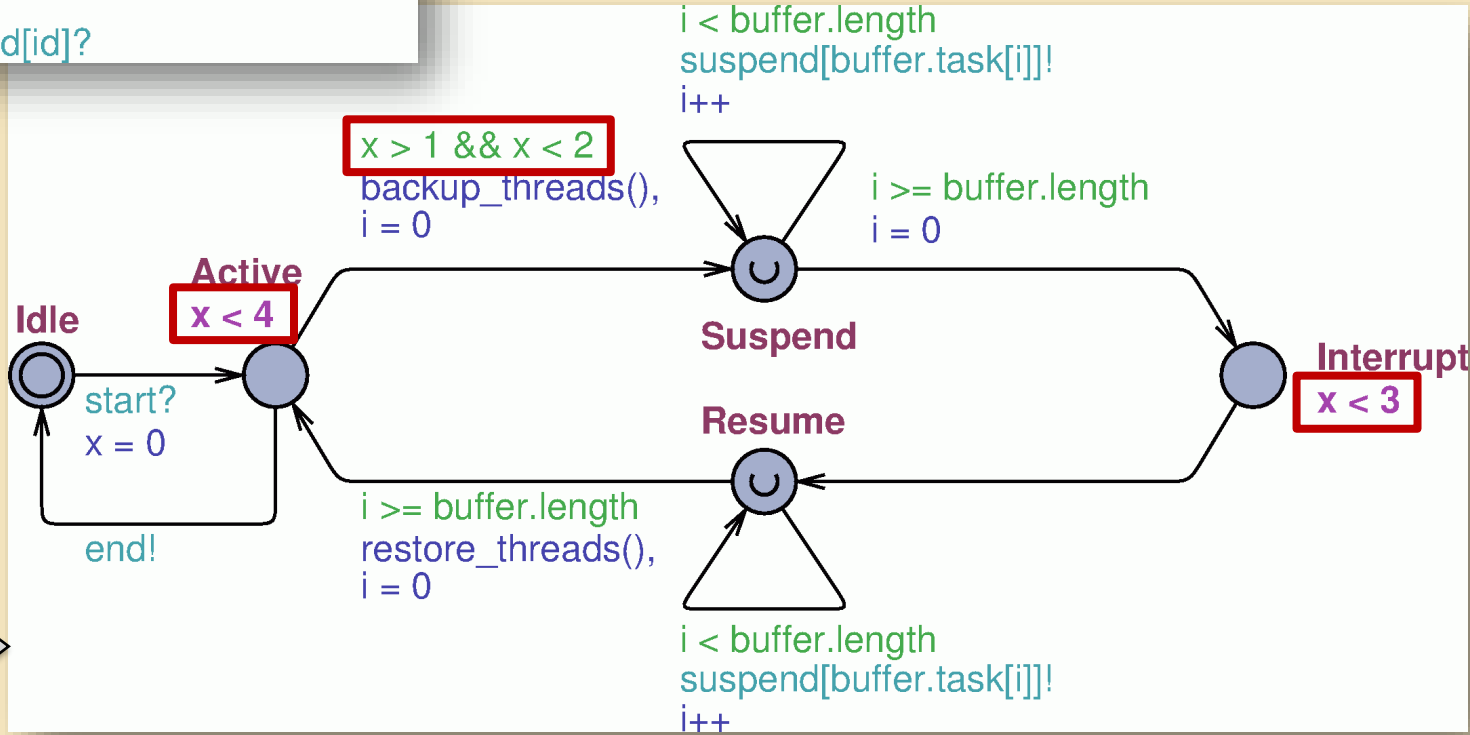 d[id]?
i < buffer.length
suspend[buffer.task[i]]!
i++
x > 1 && x < 2
backup_threads(),
i = 0
i >= buffer.length
i = 0
Active
x < 4
Idle
start?
x = 0
end!
Suspend
Interrupt
x < 3
Resume
i >= buffer.length
restore_threads(),
i = 0
i < buffer.length
suspend[buffer.task[i]]!
i++